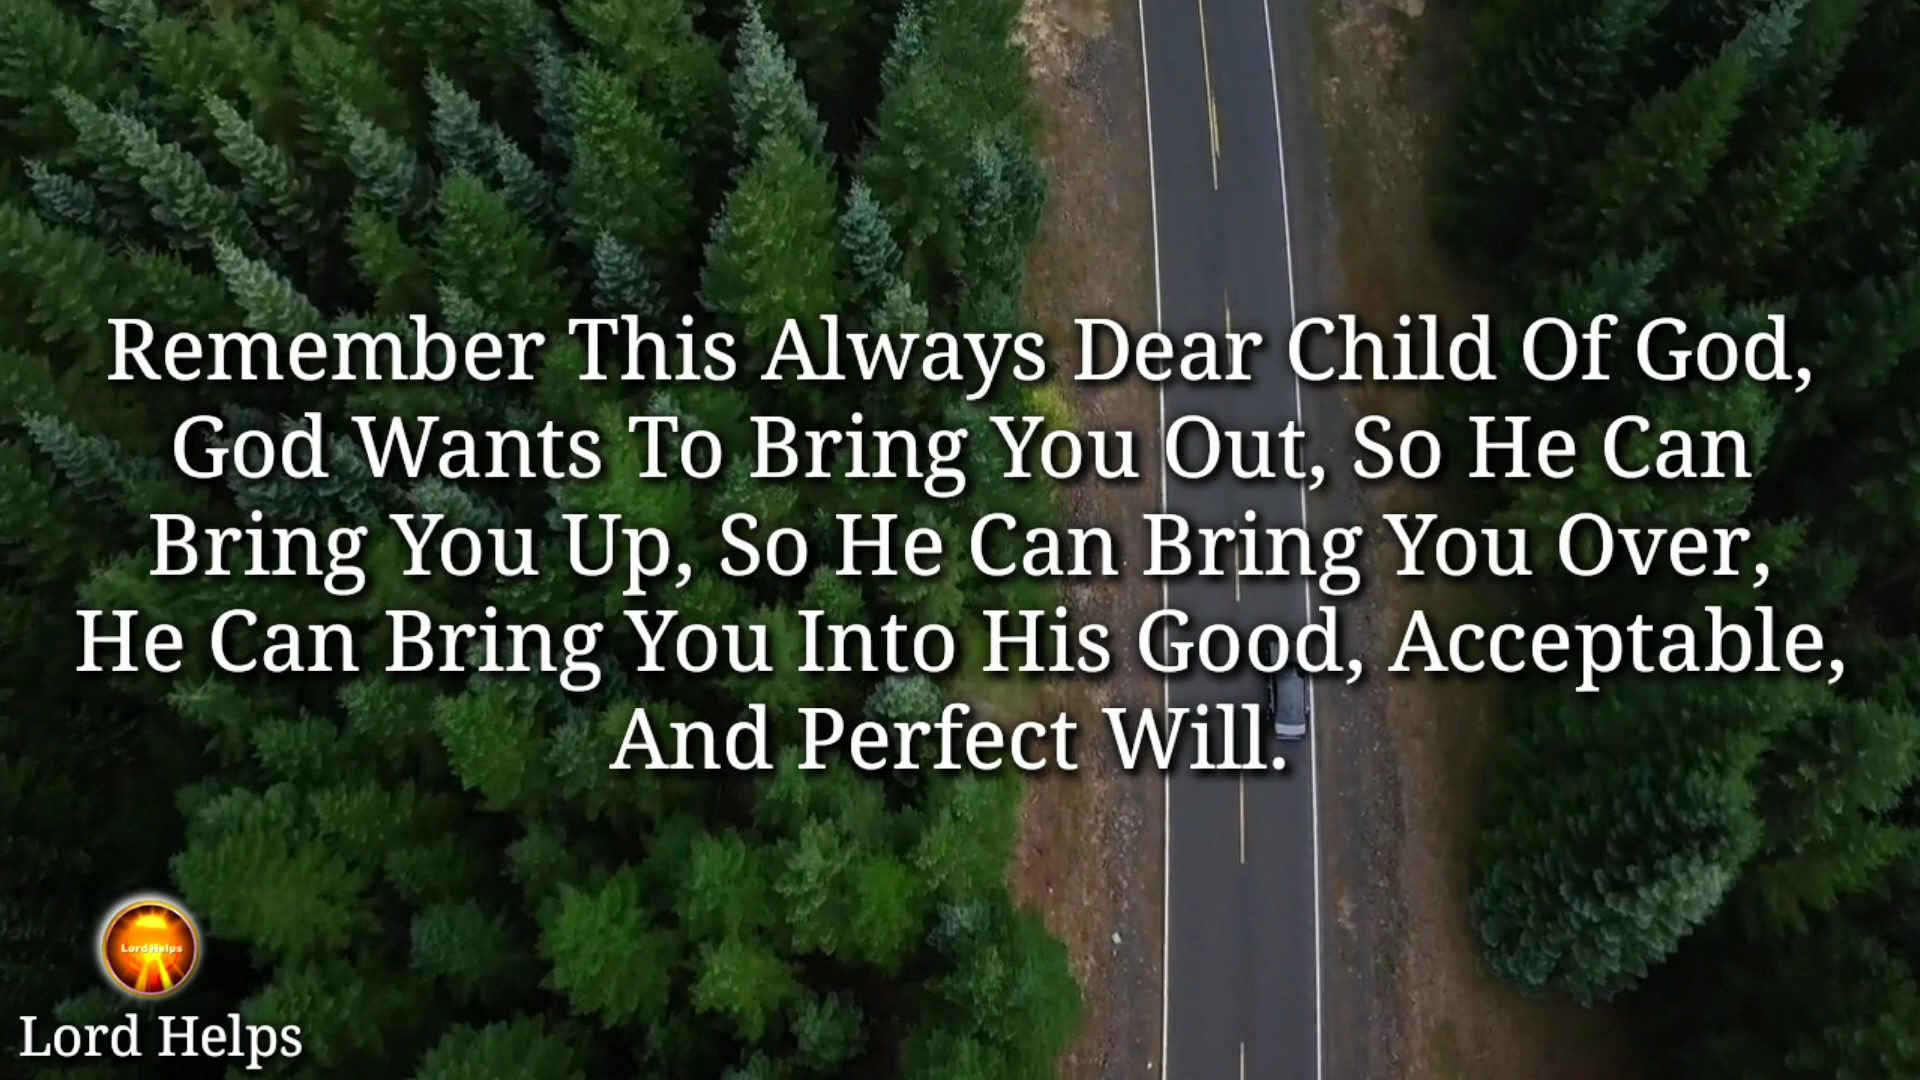 Remember This Always Dear Child Of God,
God Wants To Bring You Out, So He Can
Bring You Up, So He Can Bring You Over,
He Can Bring You Into His Good, Acceptable,
And Perfect Will.
Lord Helps
Lord Helps